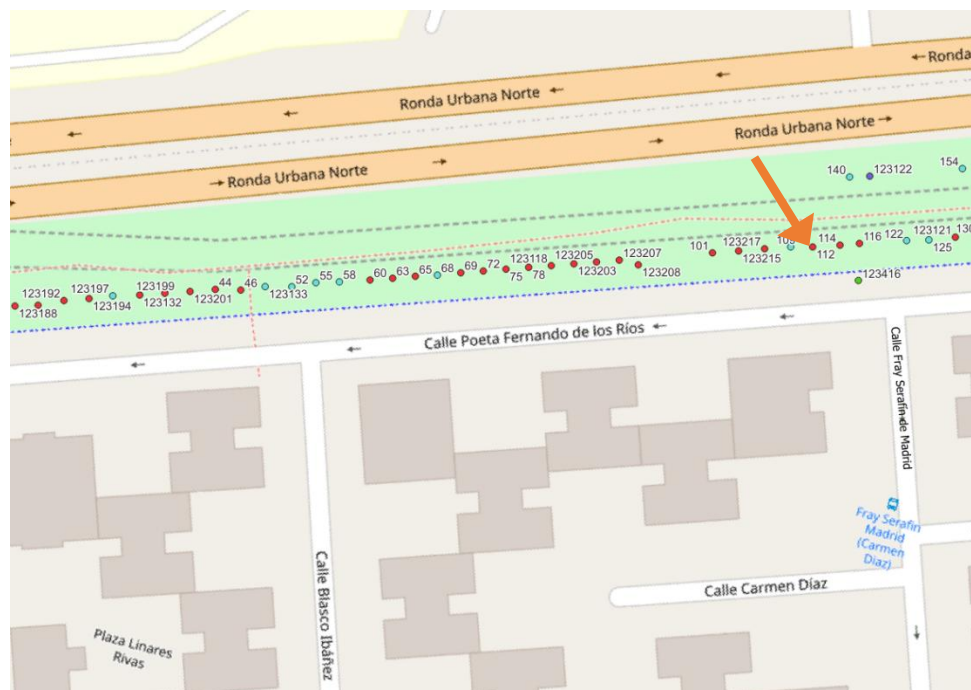 Ronda
Ronda Urbana Norte
Ronda Urbana Norte
Ronda Urbana Norte
140
123122
154
101
123217
123215
114
112
116
122
123121
125
130
123416
123207
123208
123205
123203
123118
78
75
72
69
68
65
63
60
58
55
52
123133
46
44
123201
123199
123132
123197
123194
123192
123188
Calle Poeta Fernando de los Ríos
Calle Fray Serafín de Madrid
Fray Serafín
Madrid
(Carmen
Díaz)
Calle Carmen Díaz
Calle Blasco Ibáñez
Plaza Linares
Rivas